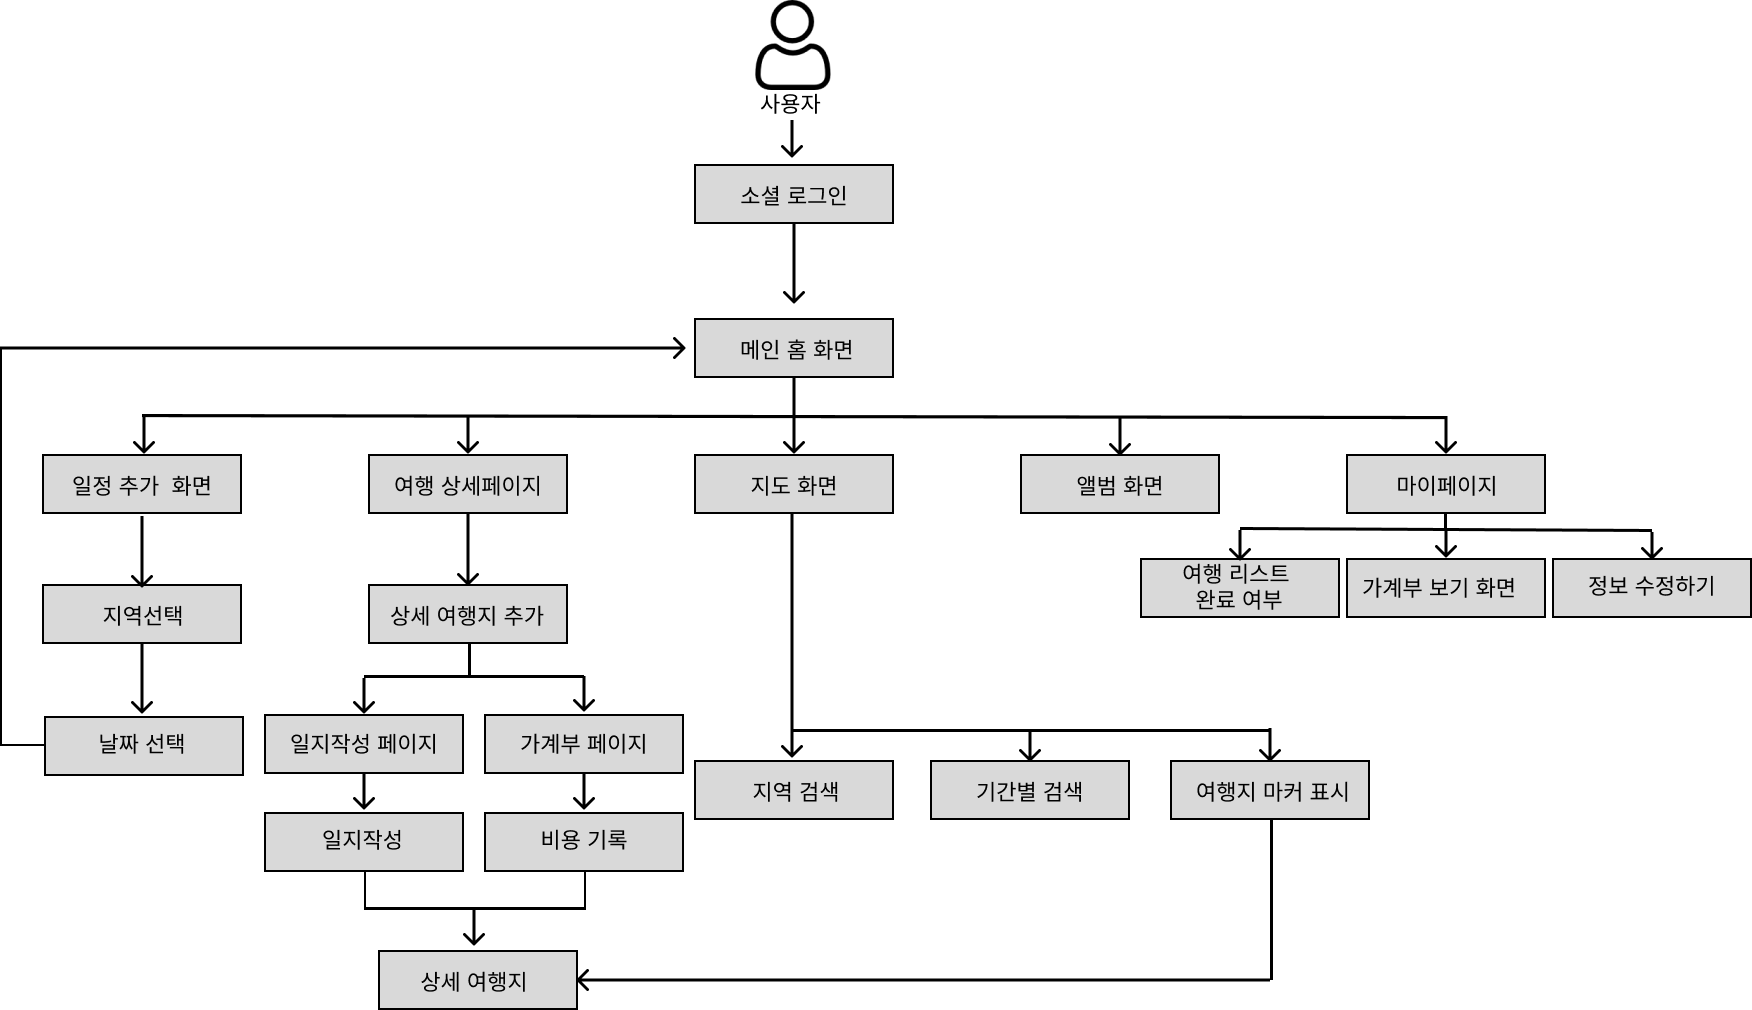 사용자
소셜 로그인
메인 홈 화면
일정 추가  화면
여행 상세페이지
지도 화면
앨범 화면
마이페이지
여행 리스트
완료 여부
가계부 보기 화면
정보 수정하기
지역선택
상세 여행지 추가
날짜 선택
일지작성 페이지
가계부 페이지
지역 검색
기간별 검색
여행지 마커 표시
일지작성
비용 기록
상세 여행지